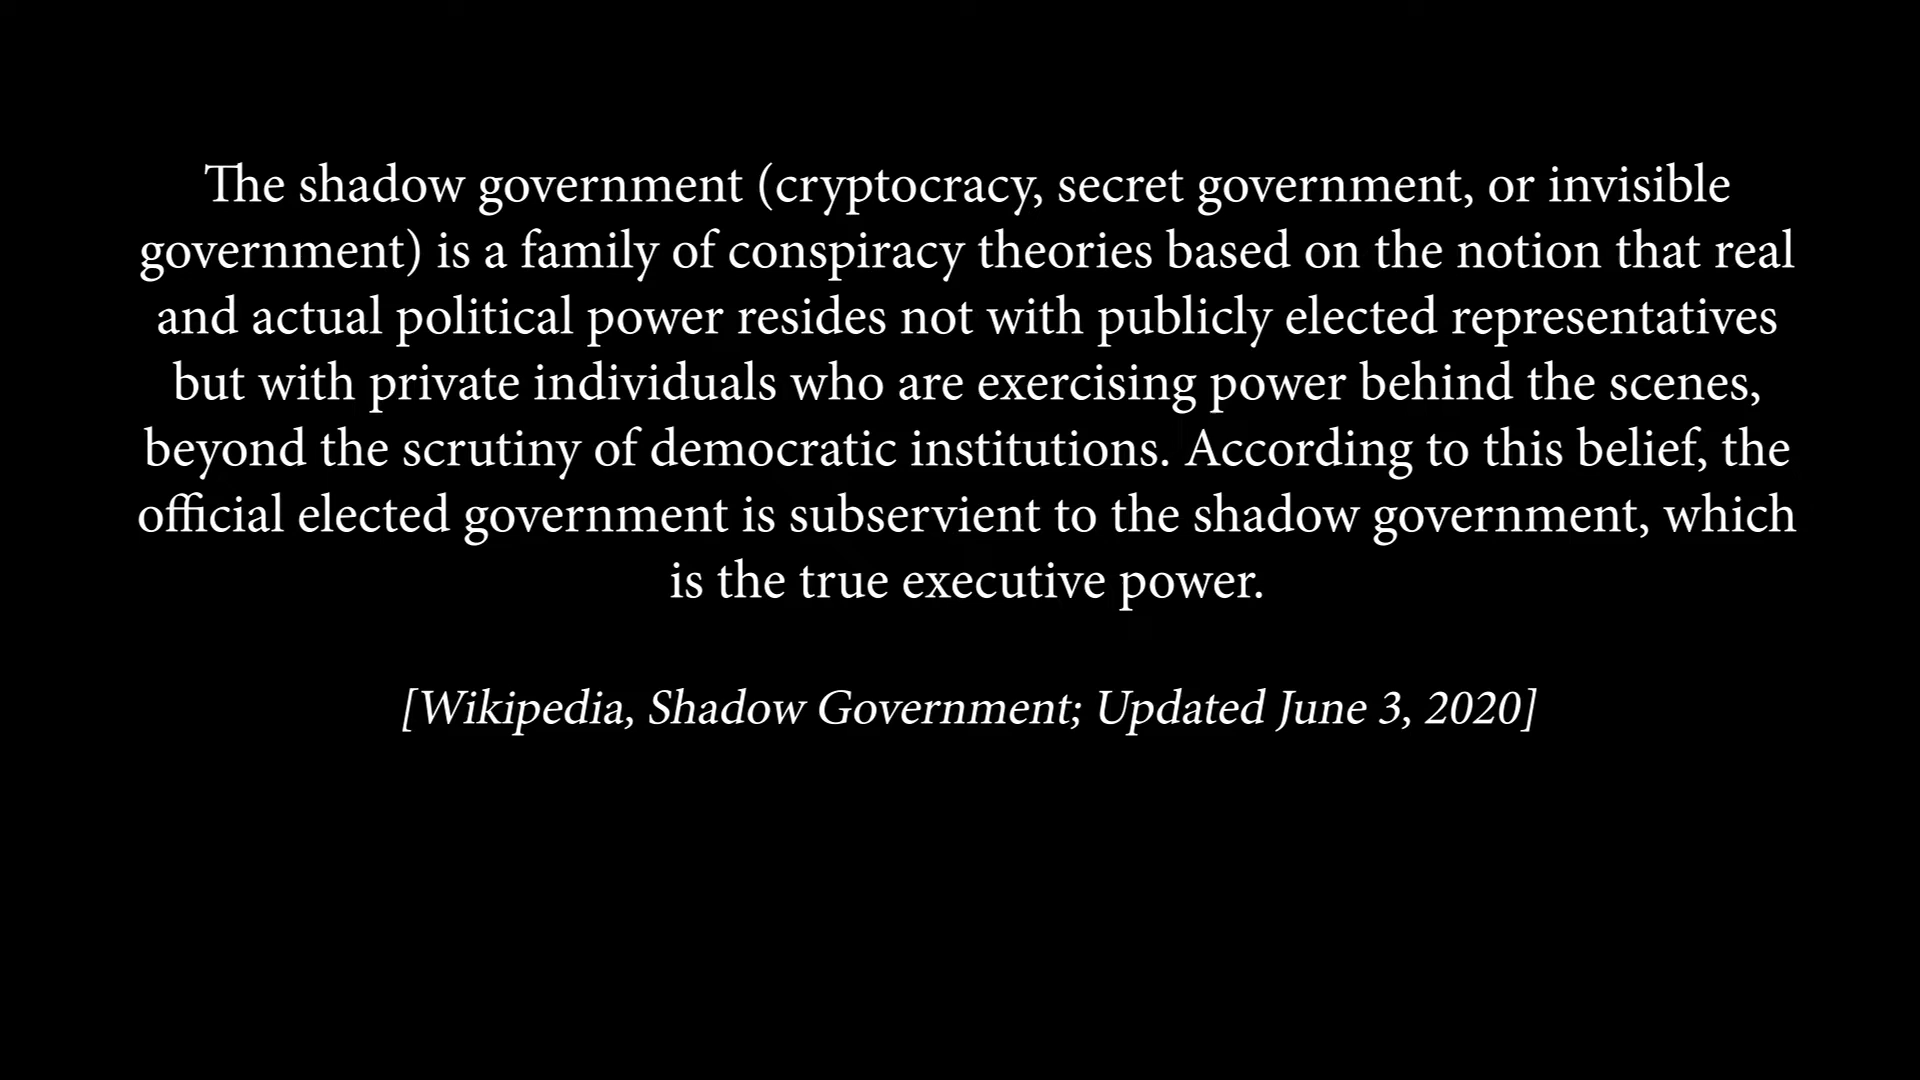 The shadow government (cryptocracy, secret government, or invisible
government) is a family of conspiracy theories based on the notion that real
and actual political power resides not with publicly elected representatives
but with private individuals who are exercising power behind the scenes,
beyond the scrutiny of democratic institutions. According to this belief, the
official elected government is subservient to the shadow government, which
is the true executive power.
[Wikipedia, Shadow Government; Updated June 3, 2020]